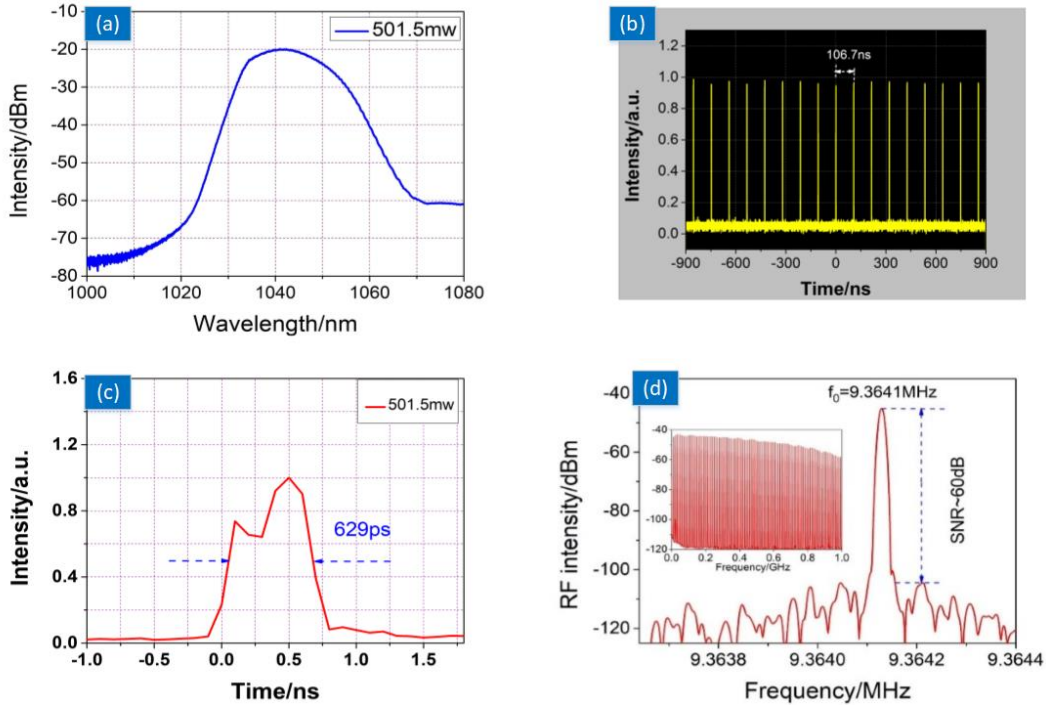 (a)
501.5mw
-10
-20
-30
-40
-50
-60
-70
-80
Intensity/dBm
1000 1020 1040 1060 1080
Wavelength/nm
(b)
106.7ns
1.2
1.0
0.8
0.6
0.4
0.2
0.0
Intensity/a.u.
-900 -600 -300 0 300 600 900
Time/ns
(c)
501.5mw
1.6
1.2
0.8
0.4
0.0
Intensity/a.u.
629ps
-1.0 -0.5 0.0 0.5 1.0 1.5
Time/ns
(d)
f0=9.3641MHz
SNR~60dB
-40
-60
-80
-100
-120
RF intensity/dBm
-40
-60
-80
-100
-120
0.0 0.2 0.4 0.6 0.8 1.0
Frequency/GHz
9.3638 9.3640 9.3642 9.3644
Frequency/MHz